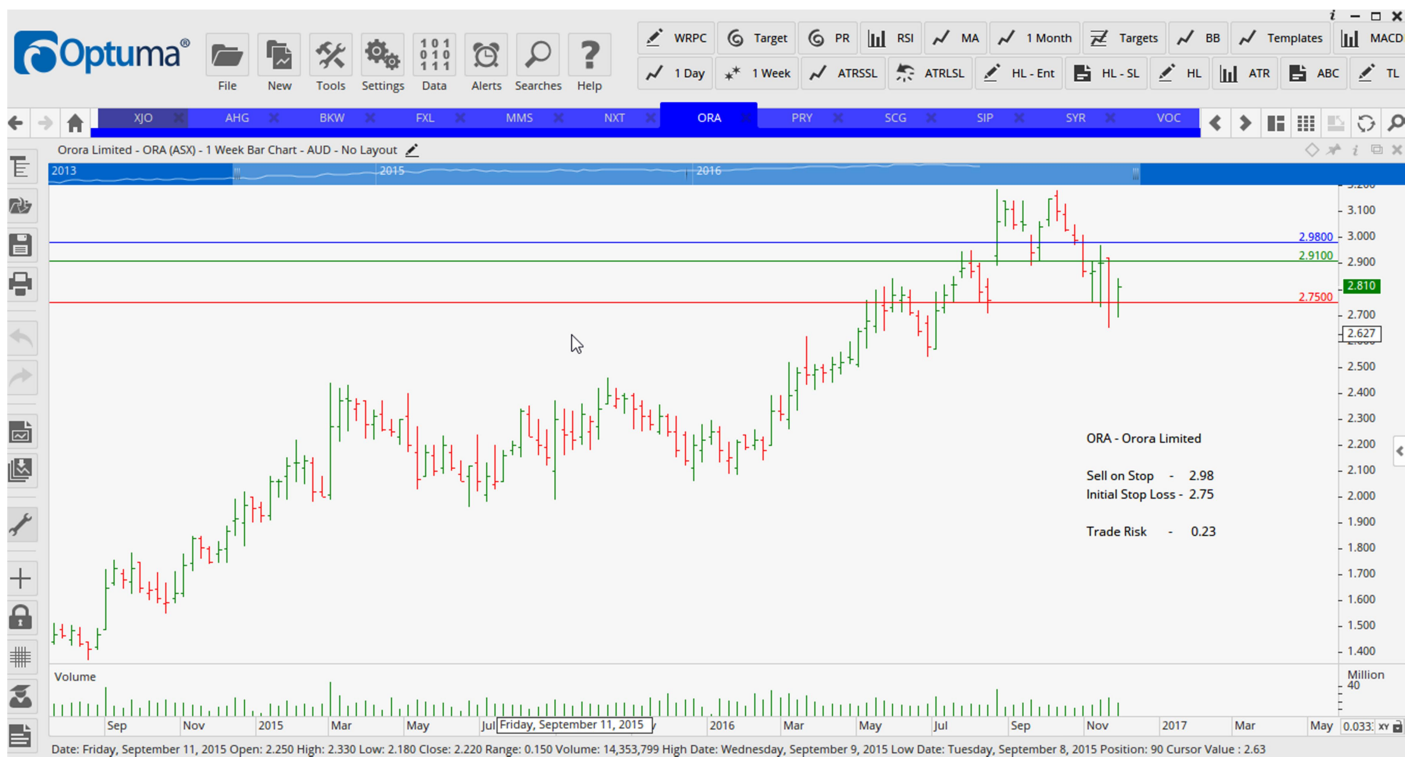 i
Optuma®
File
New
Tools
Settings
101
010
111
Data
Alerts
Searches
?
Help
WRPC
Target
PR
RSI
MA
1 Month
Targets
BB
Templates
MACD
1 Day
1 Week
ATRSSL
ATRLSL
HL - Ent
HL - SL
HL
ATR
ABC
TL
XJO
AHG
BKW
FXL
MMS
NXT
ORA
PRY
SCG
SIP
SYR
VOC
Orora Limited - ORA (ASX) - 1 Week Bar Chart - AUD - No Layout
i
2013
2015
2016
3.200
3.100
3.000
2.9800
2.900
2.9100
2.810
2.7500
2.700
2.627
2.500
2.400
2.300
2.200
2.100
2.000
1.900
1.800
1.700
1.600
1.500
1.400
ORA - Orora Limited
Sell on Stop - 2.98
Initial Stop Loss - 2.75
Trade Risk - 0.23
Volume
Million
40
Sep
Nov
2015
Mar
May
Jul
Friday, September 11, 2015
2016
Mar
May
Jul
Sep
Nov
2017
Mar
May
XY
Date: Friday, September 11, 2015 Open: 2.250 High: 2.330 Low: 2.180 Close: 2.220 Range: 0.150 Volume: 14,353,799 High Date: Wednesday, September 9, 2015 Low Date: Tuesday, September 8, 2015 Position: 90 Cursor Value : 2.63